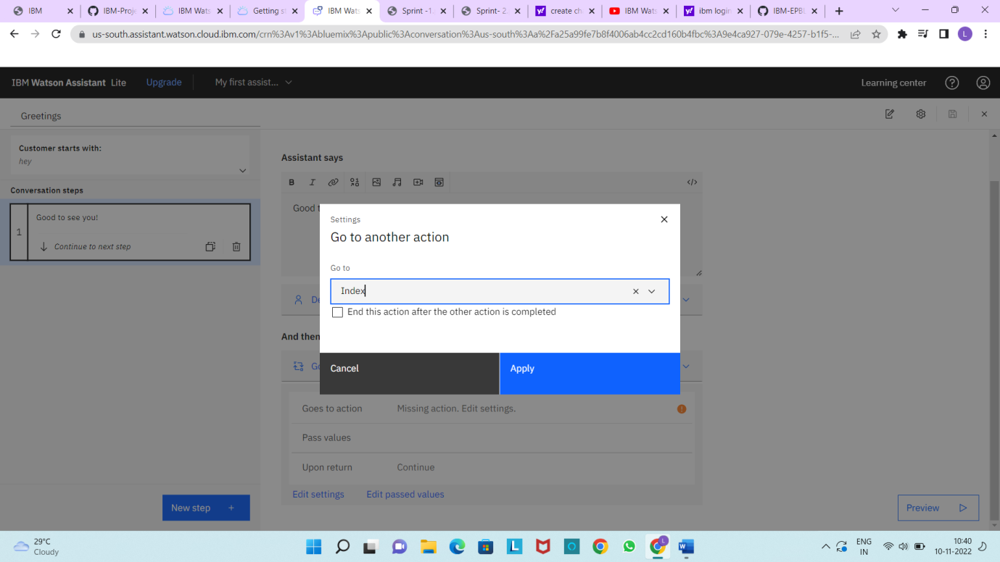 IBM
IBM-Proje
IBM Wats
Getting st
IBM Wats
Sprint -1.
Sprint- 2.
create ch
IBM Wats
ibm login
IBM-EPBL
us-south.assistant.watson.cloud.ibm.com/crn%3Av1%3Abluemix%3Apublic%3Aconversation%3Aus-south%3Aa%2fa25a99fe7b8f4006ab4cc2cd160b4fbc%3A9e4ca927-079e-4257-b1f5-...
L
IBM Watson Assistant Lite
Upgrade
My first assist...
Learning center
Greetings
Customer starts with:
hey
Conversation steps
1
Good to see you!
Continue to next step
New step +
Assistant says
B I
Good t
De
And then
Go
Settings
Go to another action
Go to
Index
End this action after the other action is completed
Cancel
Apply
Goes to action Missing action. Edit settings.
Pass values
Upon return Continue
Edit settings Edit passed values
Preview
29°C
Cloudy
ENG
IN
10:40
10-11-2022